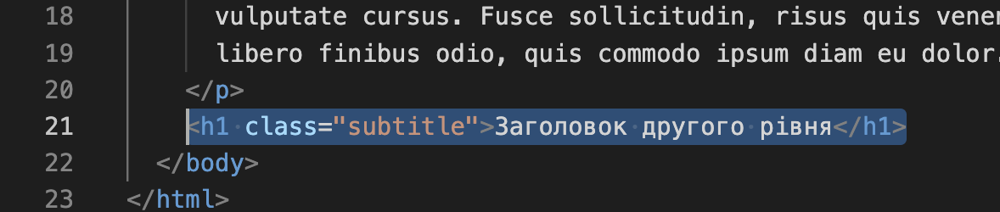 18 vulputate cursus. Fusce sollicitudin, risus quis
19 libero finibus odio, quis commodo ipsum diam eu dolor.
20 </p>
21 <h1 class="subtitle">Заголовок другого рівня</h1>
22 </body>
23 </html>